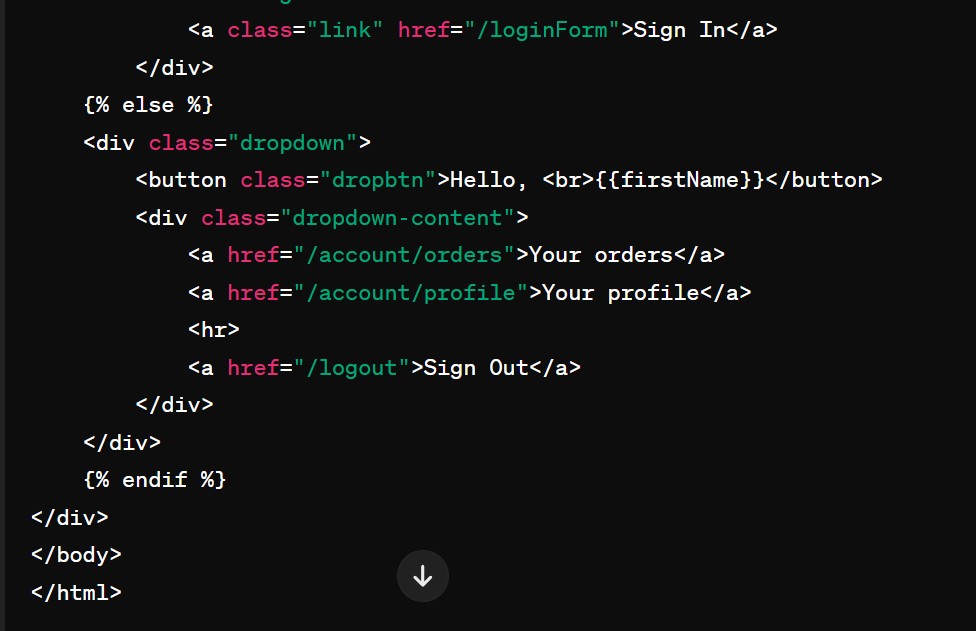 <a class="link" href="/loginForm">Sign In</a>
</div>
{% else %}
<div class="dropdown">
<button class="dropbtn">Hello, <br>{{firstName}}</button>
<div class="dropdown-content">
<a href="/account/orders">Your orders</a>
<a href="/account/profile">Your profile</a>
<hr>
<a href="/logout">Sign Out</a>
</div>
</div>
{% endif %}
</div>
</body>
</html>